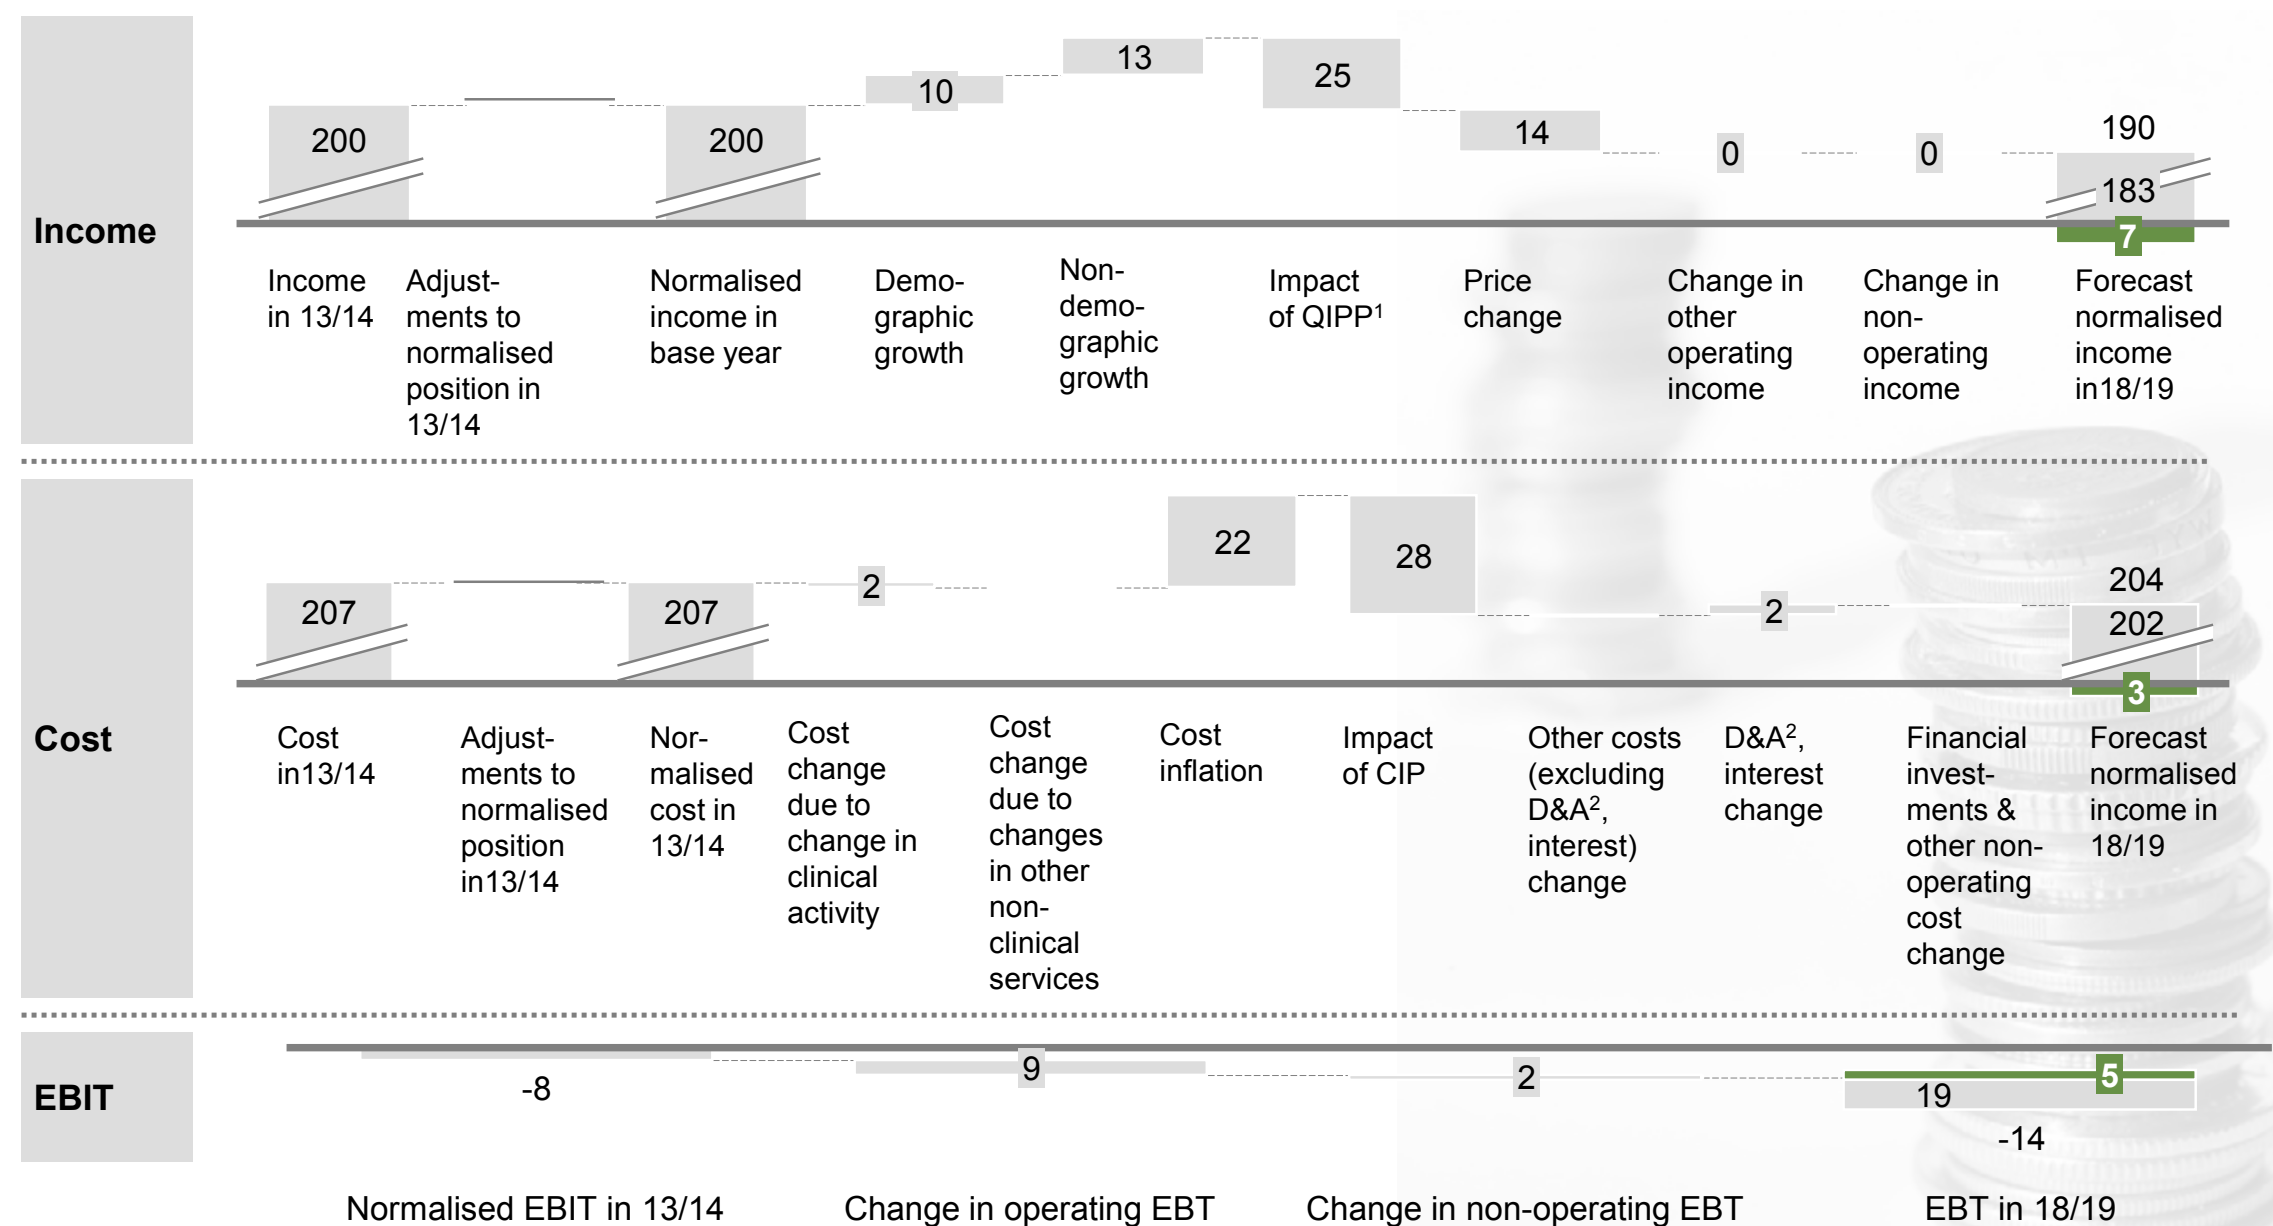 Income
200
200
10
13
25
14
0
0
190
183
7
Income
in 13/14
Adjust-
ments to
normalised
position in
13/14
Normalised
income in
base year
Demo-
graphic
growth
Non-
demo-
graphic
growth
Impact
of QIPP1
Price
change
Change in
other
operating
income
Change in
non-
operating
income
Forecast
normalised
income
in18/19
Cost
207
207
2
22
28
2
204
202
3
Cost
in13/14
Adjust-
ments to
normalised
position
in13/14
Nor-
malised
cost in
13/14
Cost
change
due to
change in
clinical
activity
Cost
change
due to
changes
in other
non-
clinical
services
Cost
inflation
Impact
of CIP
Other costs
(excluding
D&A2,
interest)
change
D&A2,
interest
change
Financial
invest-
ments &
other non-
operating
cost
change
Forecast
normalised
income in
18/19
EBIT
-8
9
2
5
19
-14
Normalised EBIT in 13/14
Change in operating EBT
Change in non-operating EBT
EBT in 18/19